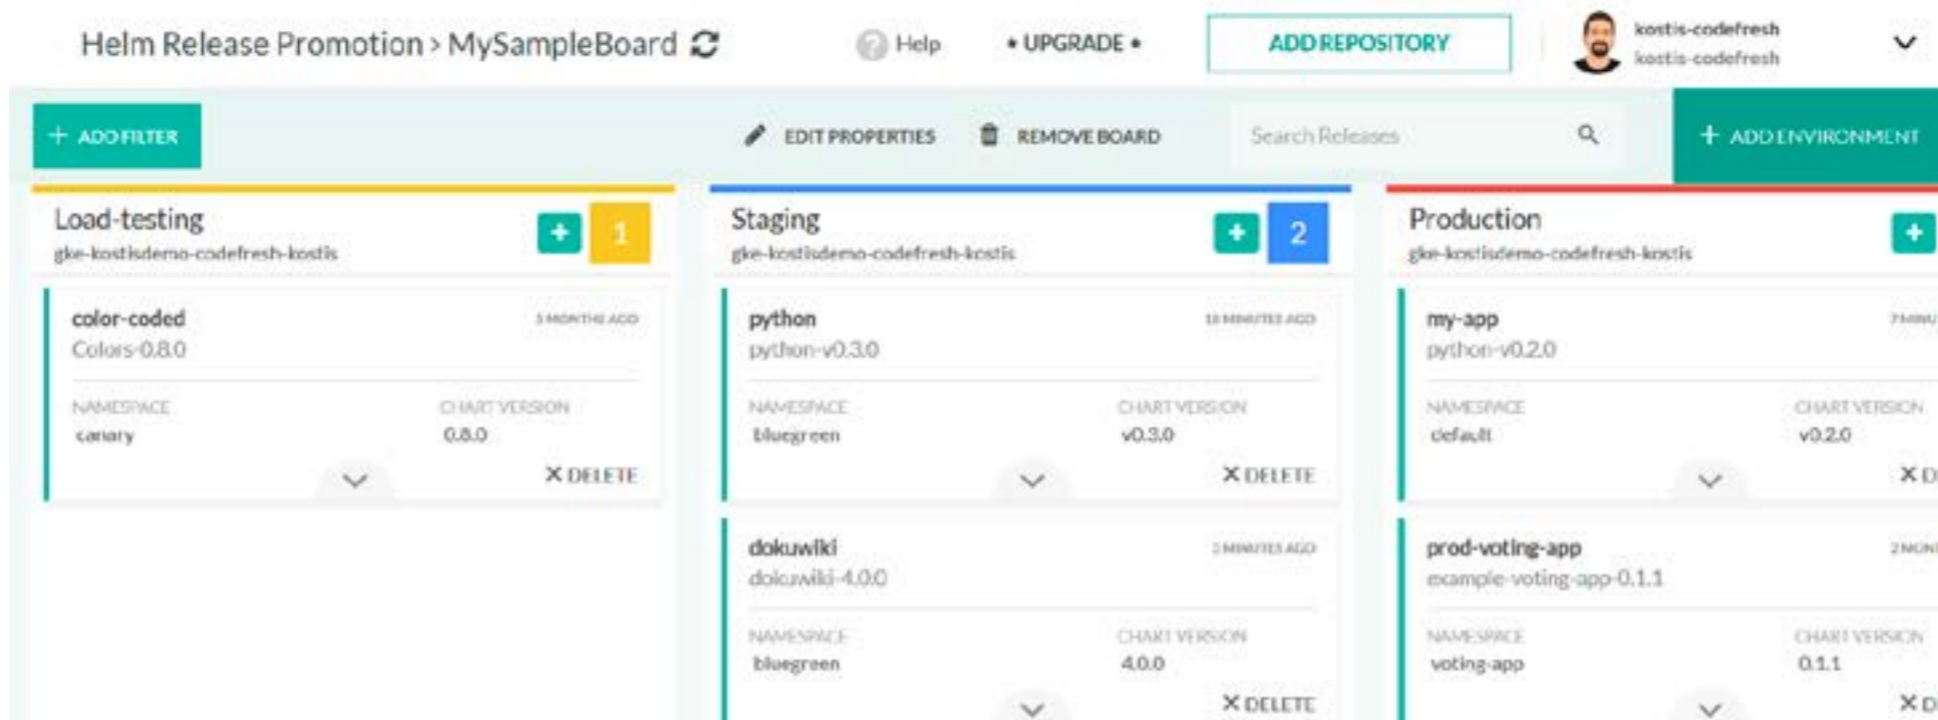 Helm Release Promotion > MySampleBoard
Help
• UPGRADE •
ADD REPOSITORY
kostis-codefresh
kostis-codefresh
+ ADD FILTER
EDIT PROPERTIES
REMOVE BOARD
Search Releases
+ ADD ENVIRONMENT
Load-testing
gke-kostisdemo-codefresh-kostis
+
1
Staging
gke-kostisdemo-codefresh-kostis
+
2
Production
gke-kostisdemo-codefresh-kostis
+
color-coded
MONTHS AGO
Colors-0.8.0
NAMESPACE
CHART VERSION
canary
0.8.0
X DELETE
python
MINUTES AGO
python-v0.3.0
NAMESPACE
CHART VERSION
bluegreen
v0.3.0
X DELETE
my-app
python-v0.2.0
NAMESPACE
CHART VERSION
default
v0.2.0
X D
dokuwiki
MINUTES AGO
dokuwiki-4.0.0
NAMESPACE
CHART VERSION
bluegreen
4.0.0
X DELETE
prod-voting-app
example-voting-app-0.1.1
NAMESPACE
CHART VERSION
voting-app
0.1.1
X D